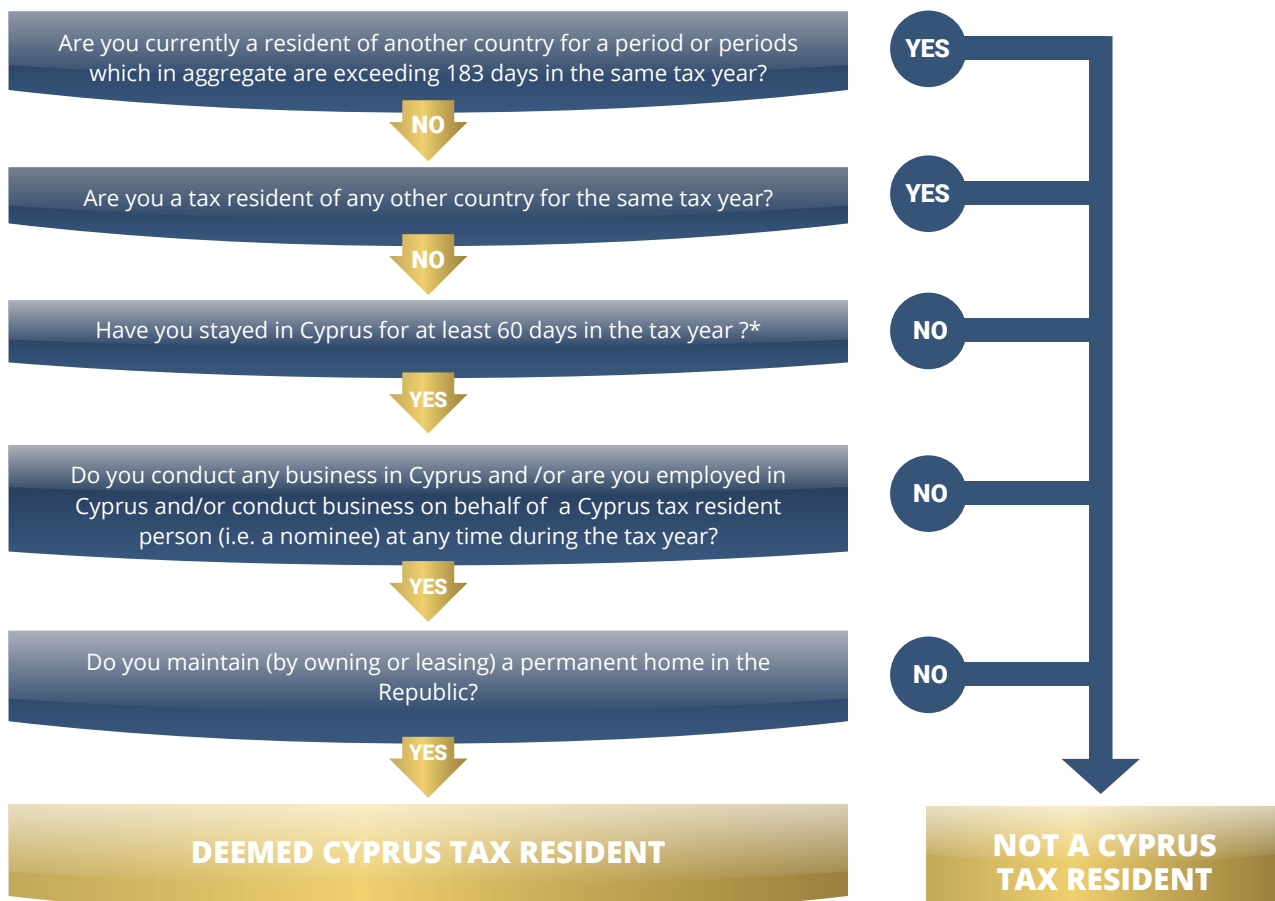 Are you currently a resident of another country for a period or periods
which in aggregate are exceeding 183 days in the same tax year?
YES
NO
Are you a tax resident of any other country for the same tax year?
YES
NO
Have you stayed in Cyprus for at least 60 days in the tax year ?*
NO
YES
Do you conduct any business in Cyprus and /or are you employed in
Cyprus and/or conduct business on behalf of a Cyprus tax resident
person (i.e. a nominee) at any time during the tax year?
NO
YES
Do you maintain (by owning or leasing) a permanent home in the
Republic?
NO
YES
DEEMED CYPRUS TAX RESIDENT
NOT A CYPRUS
TAX RESIDENT